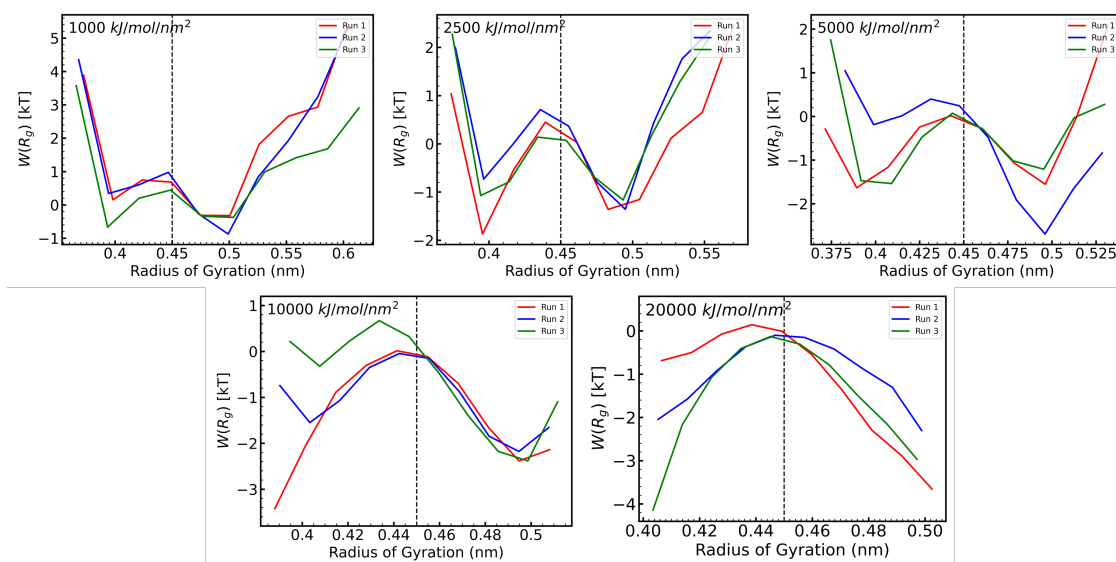 1000 kJ/mol/nm²
Run 1
Run 2
Run 3
W(R_g) [kT]
5
4
3
2
1
0
−1
0.4
0.45
0.5
0.55
0.6
Radius of Gyration (nm)
2500 kJ/mol/nm²
Run 1
Run 2
Run 3
W(R_g) [kT]
2
1
0
−1
−2
0.4
0.45
0.5
0.55
Radius of Gyration (nm)
5000 kJ/mol/nm²
Run 1
Run 2
Run 3
W(R_g) [kT]
2
1
0
−1
−2
0.375
0.4
0.425
0.45
0.475
0.5
0.525
Radius of Gyration (nm)
10000 kJ/mol/nm²
Run 1
Run 2
Run 3
W(R_g) [kT]
1
0
−1
−2
−3
0.4
0.42
0.44
0.46
0.48
0.5
Radius of Gyration (nm)
20000 kJ/mol/nm²
Run 1
Run 2
Run 3
W(R_g) [kT]
0
−1
−2
−3
−4
0.40
0.42
0.44
0.46
0.48
0.50
Radius of Gyration (nm)